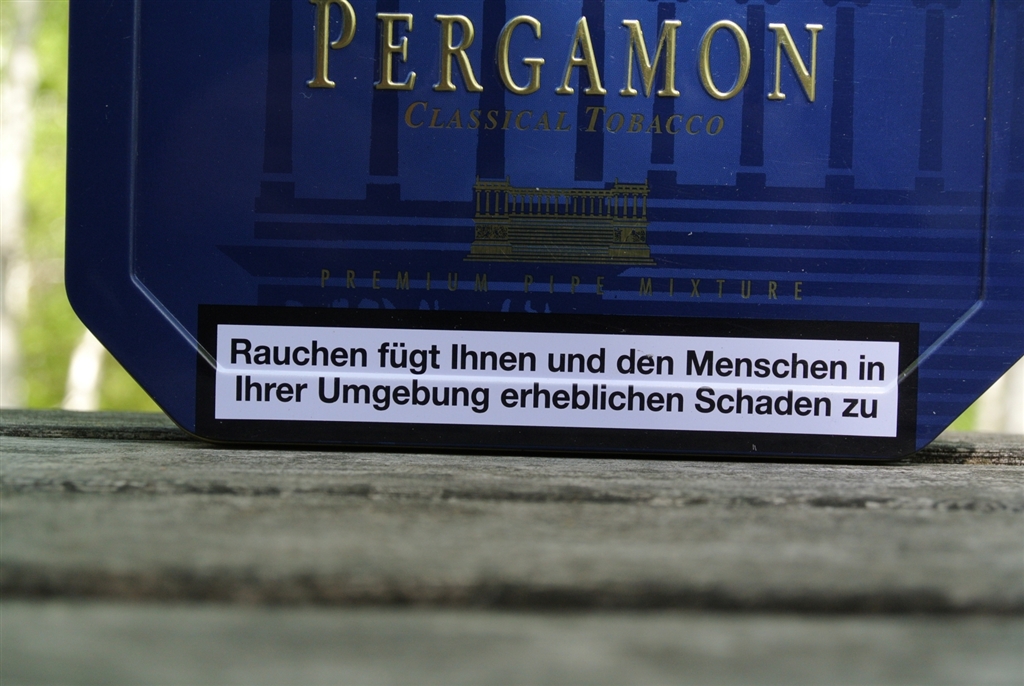 PERGAMON
CLASSICAL TOBACCO
PREMIUM PIPE MIXTURE
Rauchen fügt Ihnen und den Menschen in
Ihrer Umgebung erheblichen Schaden zu